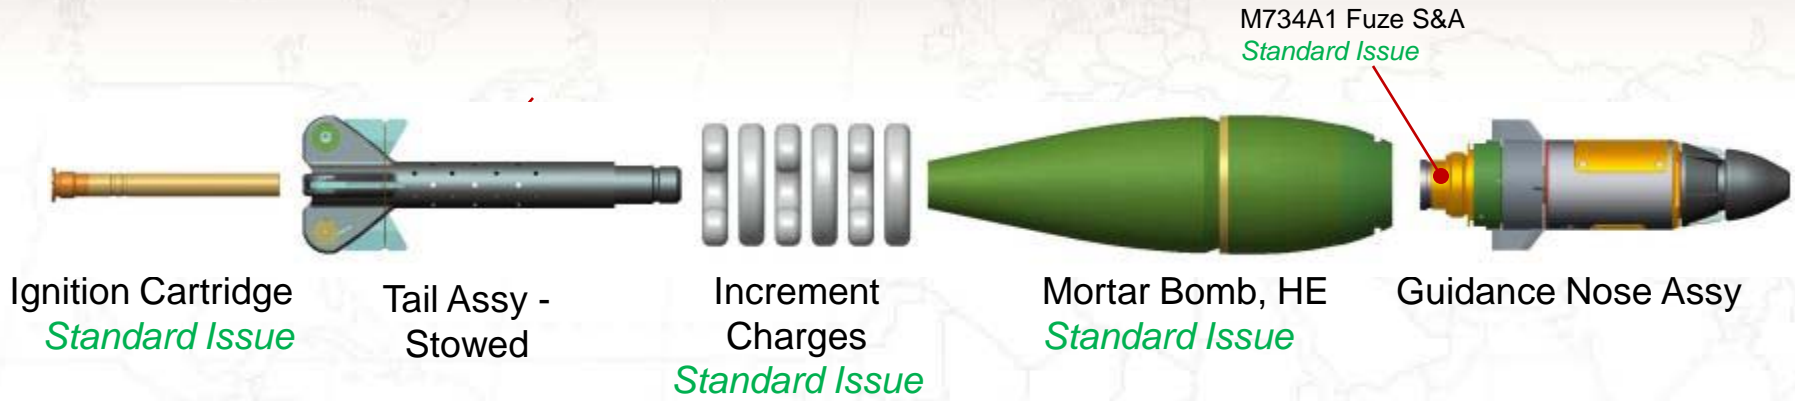 M734A1 Fuze S&A
Standard Issue
Ignition Cartridge
Standard Issue
Tail Assy -
Stowed
Increment
Charges
Standard Issue
Mortar Bomb, HE
Standard Issue
Guidance Nose Assy